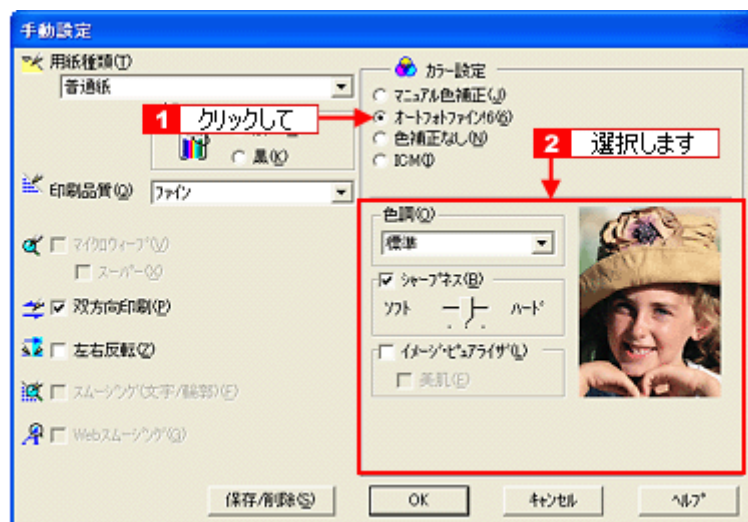 手動設定
用紙種類(T)
普通紙
1 クリックして
黒(K)
印刷品質(Q) ファイン
マイクロウィーブ(V)
スーパー(X)
双方向印刷(P)
左右反転(Z)
スムージング(文字/輪郭)(F)
Webスムージング(G)
カラー設定
マニュアル色補正(J)
オートフォトファイン!6(6)
色補正なし(N)
ICM(I)
2 選択します
色調(O)
標準
シャープネス(B)
ソフト ハード
イメージ・ピュアライザ(L)
美肌(E)
保存/削除(S) OK キャンセル ヘルプ